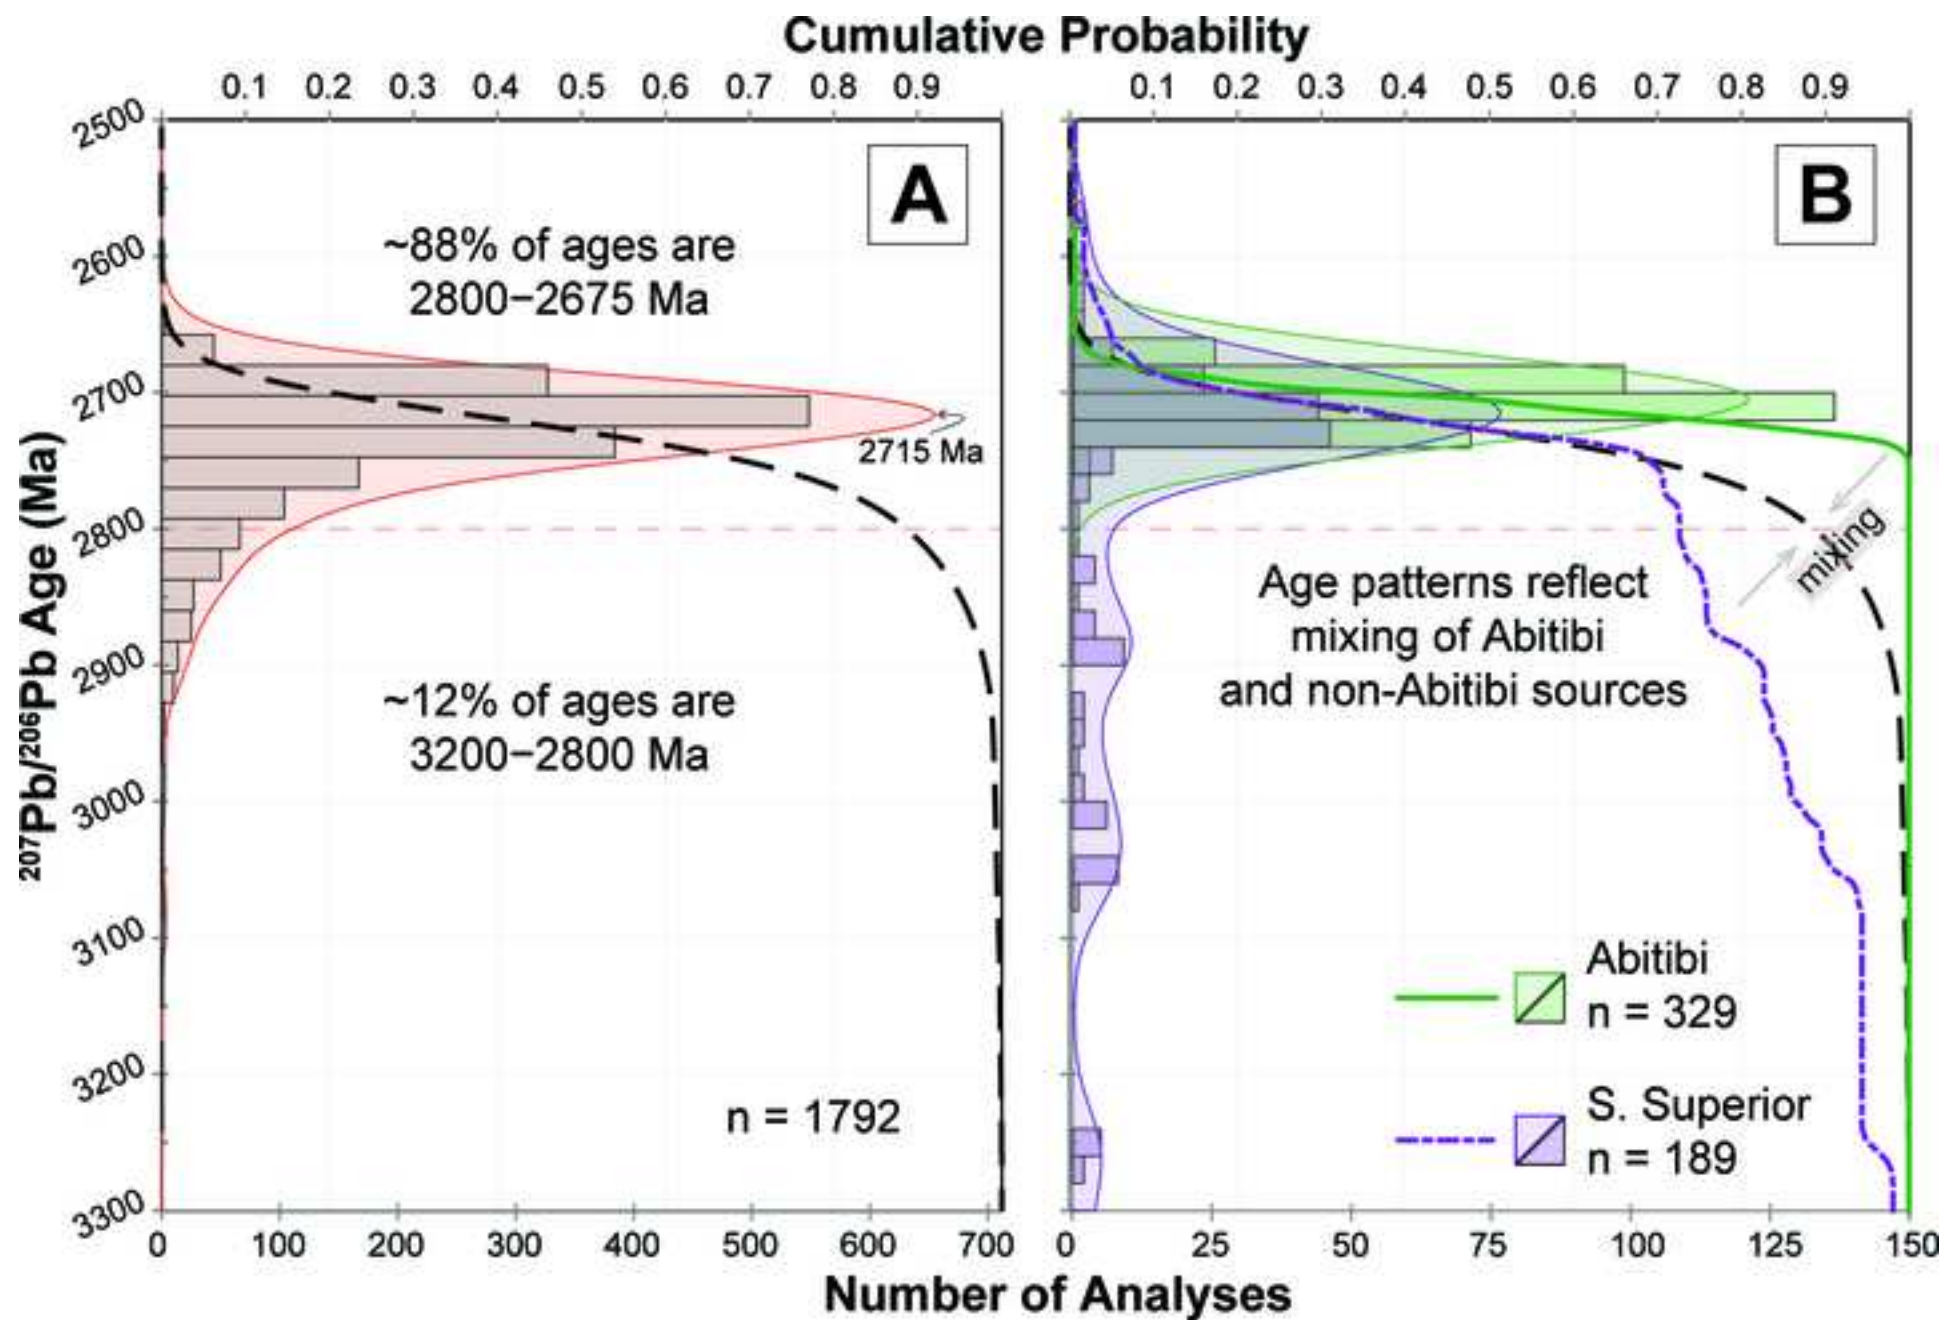 Cumulative Probability
0.1 0.2 0.3 0.4 0.5 0.6 0.7 0.8 0.9
0.1 0.2 0.3 0.4 0.5 0.6 0.7 0.8 0.9
²⁰⁷Pb/²⁰⁶Pb Age (Ma)
2500
2600
2700
2800
2900
3000
3100
3200
3300
A
~88% of ages are
2800−2675 Ma
2715 Ma
~12% of ages are
3200−2800 Ma
n = 1792
B
mixing
Age patterns reflect
mixing of Abitibi
and non-Abitibi sources
Abitibi
n = 329
S. Superior
n = 189
0 100 200 300 400 500 600 700
0 25 50 75 100 125 150
Number of Analyses